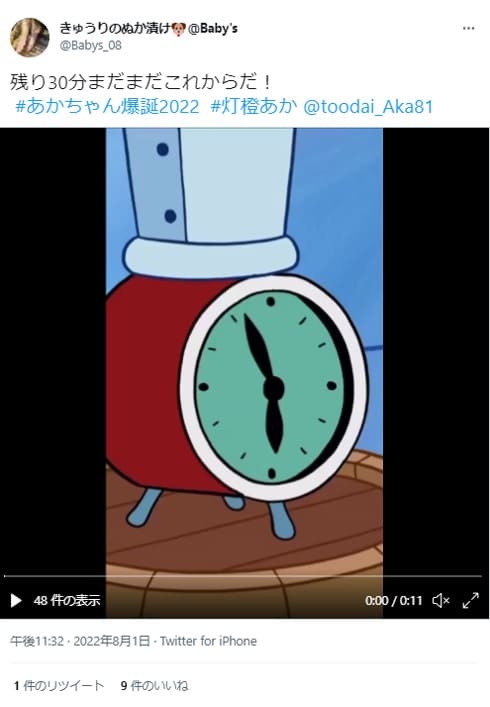 きゅうりのぬか漬け🐶@Baby's
@Babys_08
残り30分まだまだこれからだ！
#あかちゃん爆誕2022 #灯橙あか @toodai_Aka81
48 件の表示
0:00 / 0:11
午後11:32 · 2022年8月1日 · Twitter for iPhone
1 件のリツイート 9 件のいいね